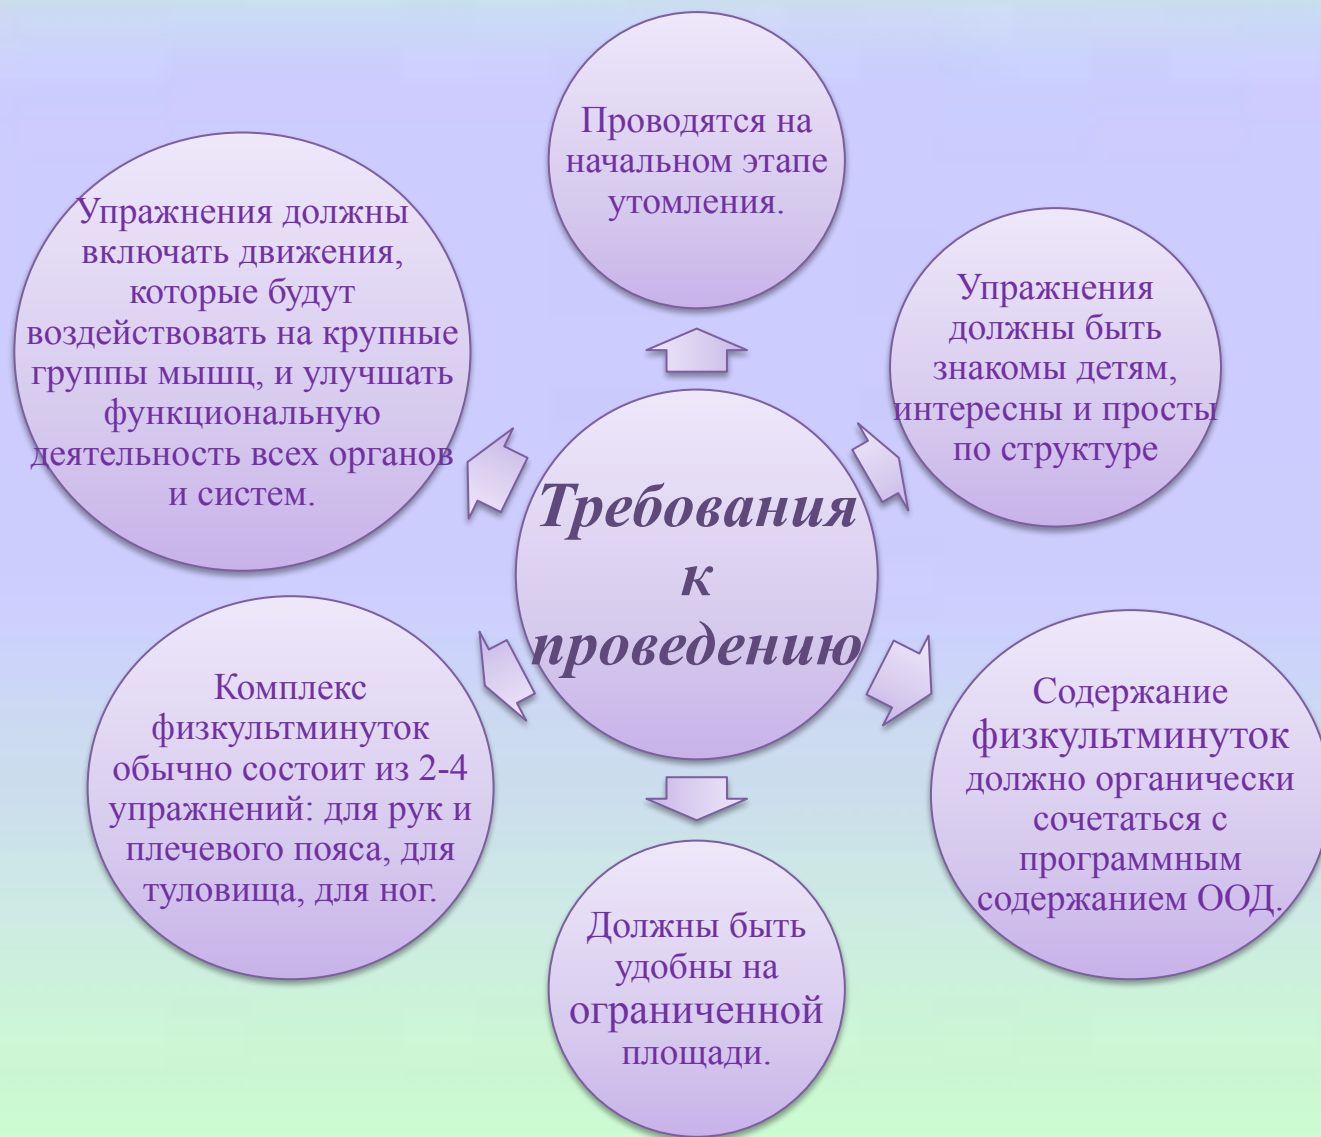 Проводятся на
начальном этапе
утомления.
Упражнения должны
включать движения,
которые будут
воздействовать на крупные
группы мышц, и улучшать
функциональную
деятельность всех органов
и систем.
Упражнения
должны быть
знакомы детям,
интересны и просты
по структуре
Требования
к
проведению
Комплекс
физкультминуток
обычно состоит из 2-4
упражнений: для рук и
плечевого пояса, для
туловища, для ног.
Содержание
физкультминуток
должно органически
сочетаться с
программным
содержанием ООД.
Должны быть
удобны на
ограниченной
площади.